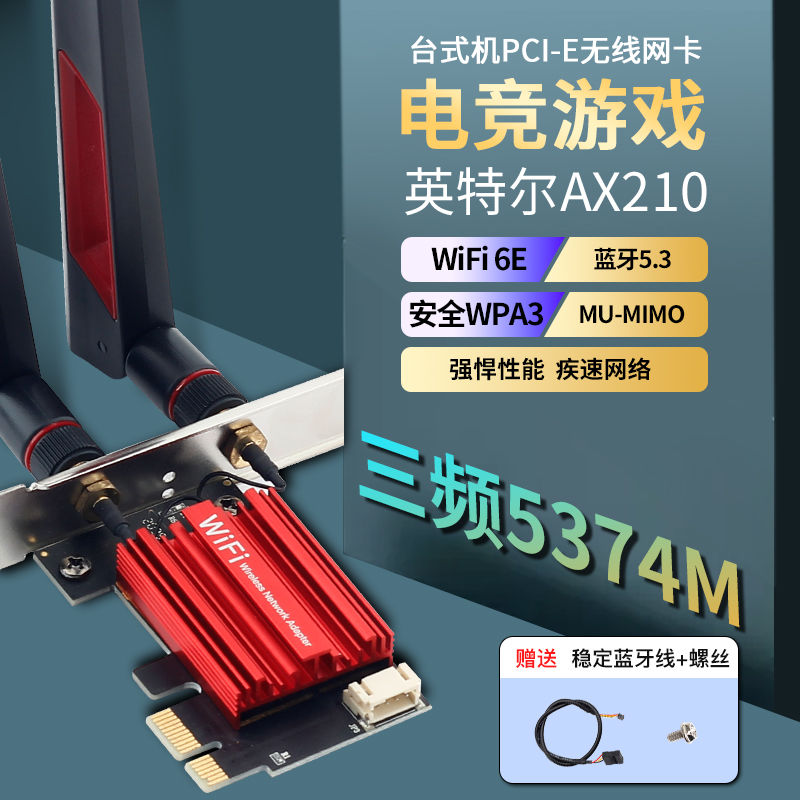 台式机PCI-E无线网卡
电竞游戏
英特尔AX210
WiFi 6E 蓝牙5.3
安全WPA3 MU-MIMO
强悍性能 疾速网络
三频5374M
WiFi
Wireless Network Adapter
赠送 稳定蓝牙线+螺丝
JP3